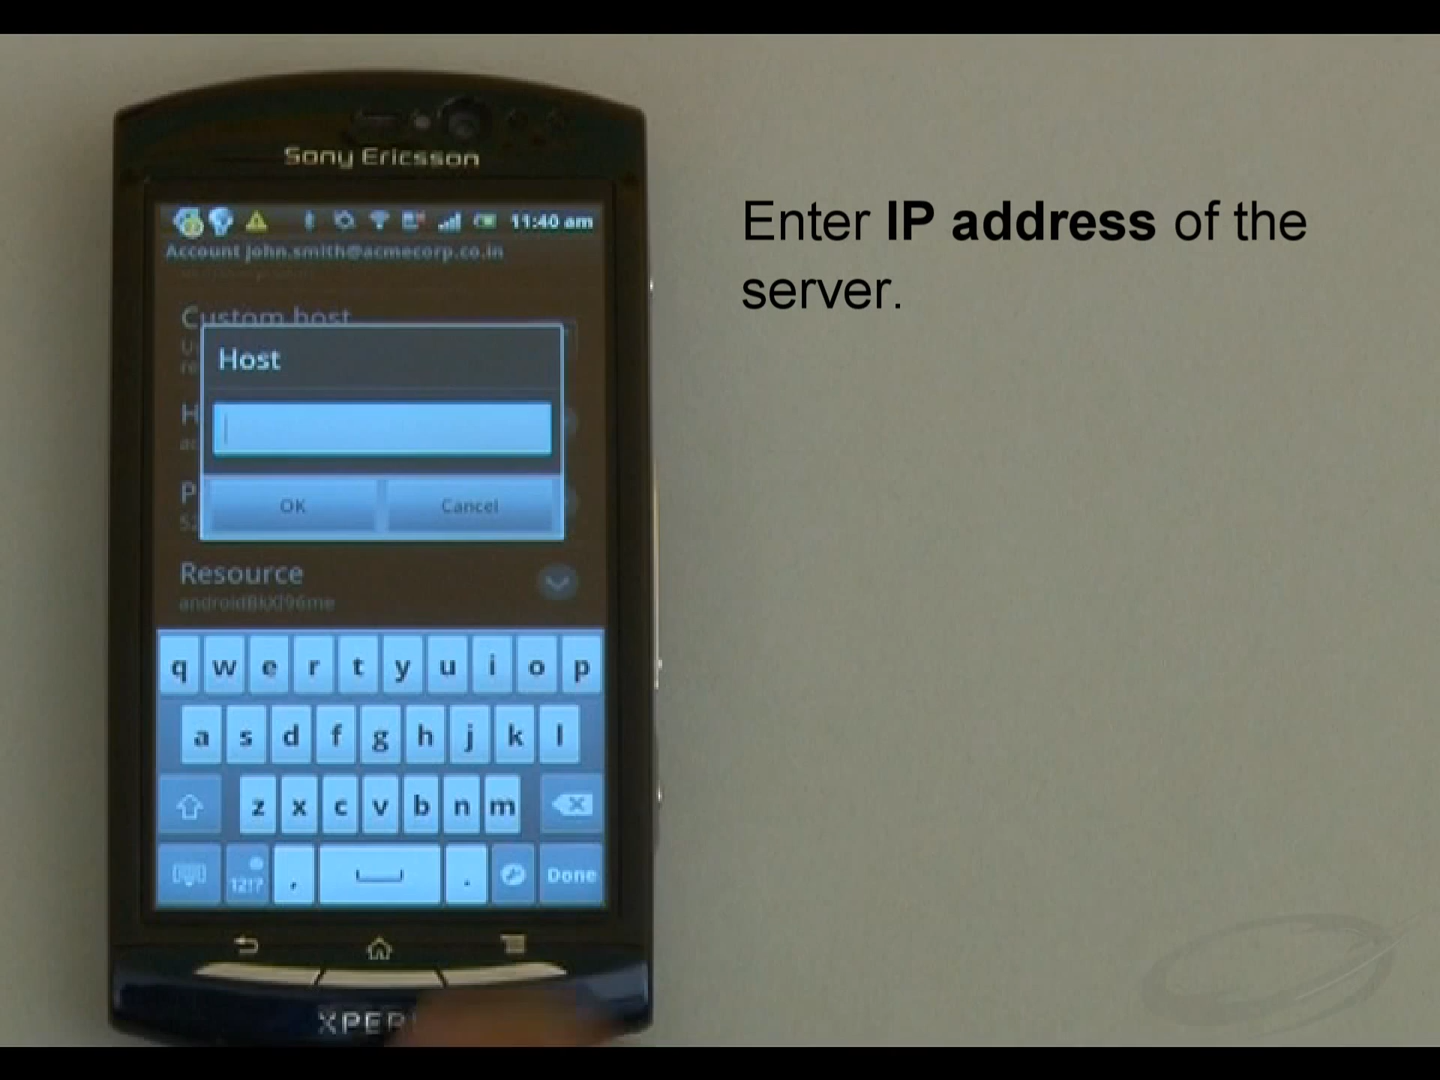 Sony Ericsson
11:40 am
Account john.smith@acmecorp.co.in
Custom host
Host
OK
Cancel
Resource
q w e r t y u i o p
a s d f g h j k l
z x c v b n m
12!?
, . Done
Enter IP address of the
server.